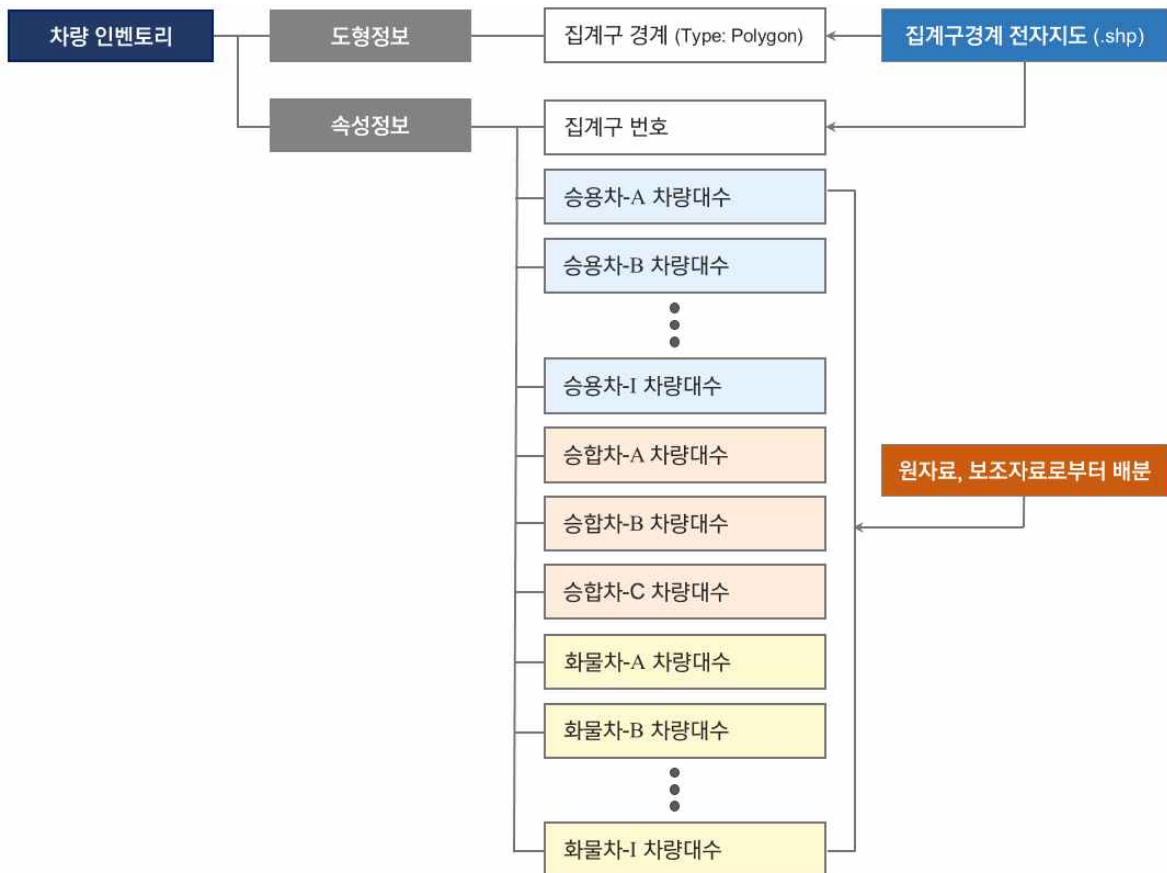 차량 인벤토리
도형정보
집계구 경계 (Type: Polygon)
집계구경계 전자지도 (.shp)
속성정보
집계구 번호
승용차-A 차량대수
승용차-B 차량대수
승용차-I 차량대수
승합차-A 차량대수
원자료, 보조자료로부터 배분
승합차-B 차량대수
승합차-C 차량대수
화물차-A 차량대수
화물차-B 차량대수
화물차-I 차량대수